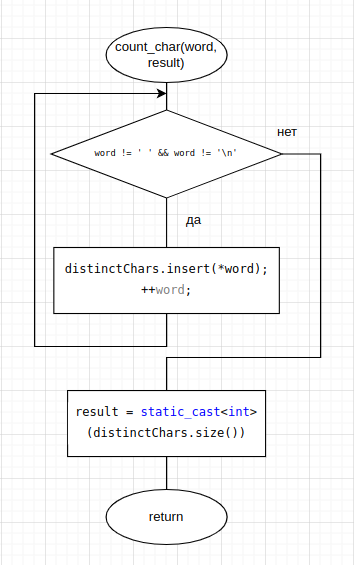 count_char(word,
result)
word != ' ' && word != '\n'
нет
да
distinctChars.insert(*word);
++word;
result = static_cast<int>
(distinctChars.size())
return